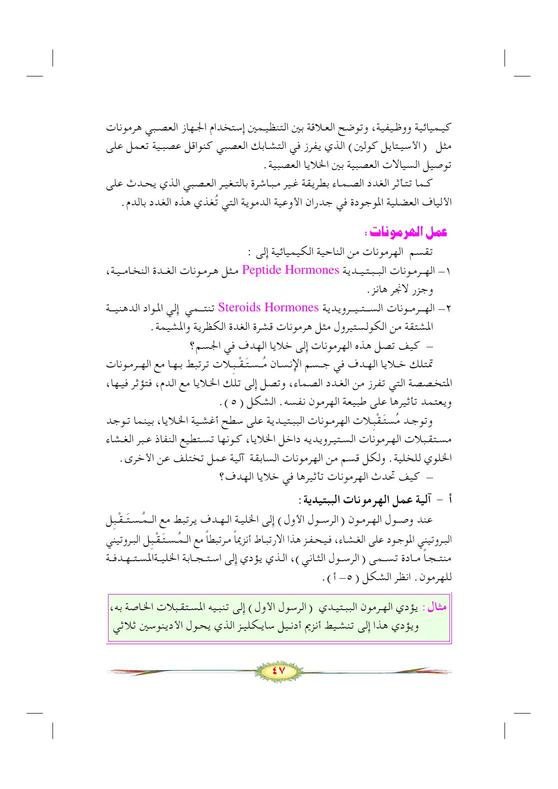 كيميائية ووظيفية، وتوضح العلاقة بين التنظيمين إستخدام الجهاز العصبي هرمونات
مثل (الأسيتايل كولين) الذي يفرز في التشابك العصبي كنواقل عصبية تعمل على
توصيل السيالات العصبية بين الخلايا العصبية.
كما تتأثر الغدد الصماء بطريقة غير مباشرة بالتغير العصبي الذي يحدث على
الألياف العضلية الموجودة في جدران الأوعية الدموية التي تُغذي هذه الغدد بالدم.
عمل الهرمونات :
تقسم الهرمونات من الناحية الكيميائية إلى :
١– الهرمونات الببتيدية Peptide Hormones مثل هرمونات الغدة النخامية،
وجزر لانجر هانز.
٢– الهرمونات الستيرويدية Steroids Hormones تنتمي إلي المواد الدهنية
المشتقة من الكولستيرول مثل هرمونات قشرة الغدة الكظرية والمشيمة.
– كيف تصل هذه الهرمونات إلى خلايا الهدف في الجسم؟
تمتلك خلايا الهدف في جسم الإنسان مُستَقْبِلات ترتبط بها مع الهرمونات
المتخصصة التي تفرز من الغدد الصماء، وتصل إلى تلك الخلايا مع الدم، فتؤثر فيها،
ويعتمد تأثيرها على طبيعة الهرمون نفسه. الشكل (٥).
وتوجد مُستَقْبِلات الهرمونات الببتيدية على سطح أغشية الخلايا، بينما توجد
مستقبلات الهرمونات الستيرويديه داخل الخلايا، كونها تستطيع النفاذ عبر الغشاء
الخلوي للخلية. ولكل قسم من الهرمونات السابقة آلية عمل تختلف عن الأخرى.
– كيف تحدث الهرمونات تأثيرها في خلايا الهدف؟
أ – آلية عمل الهرمونات الببتيدية:
عند وصول الهرمون (الرسول الأول) إلى الخلية الهدف يرتبط مع المُستَقْبِل
البروتيني الموجود على الغشاء، فيحفز هذا الارتباط أنزيماً مرتبطاً مع المُستَقْبِل البروتيني
منتجاً مادة تسمى (الرسول الثاني)، الذي يؤدي إلى استجابة الخليةالمستهدفة
للهرمون. انظر الشكل (٥– أ).
مثال : يؤدي الهرمون الببتيدي (الرسول الأول) إلى تنبيه المستقبلات الخاصة به،
ويؤدي هذا إلى تنشيط أنزيم أدنيل سايكليز الذي يحول الأدينوسين ثلاثي
٤٧